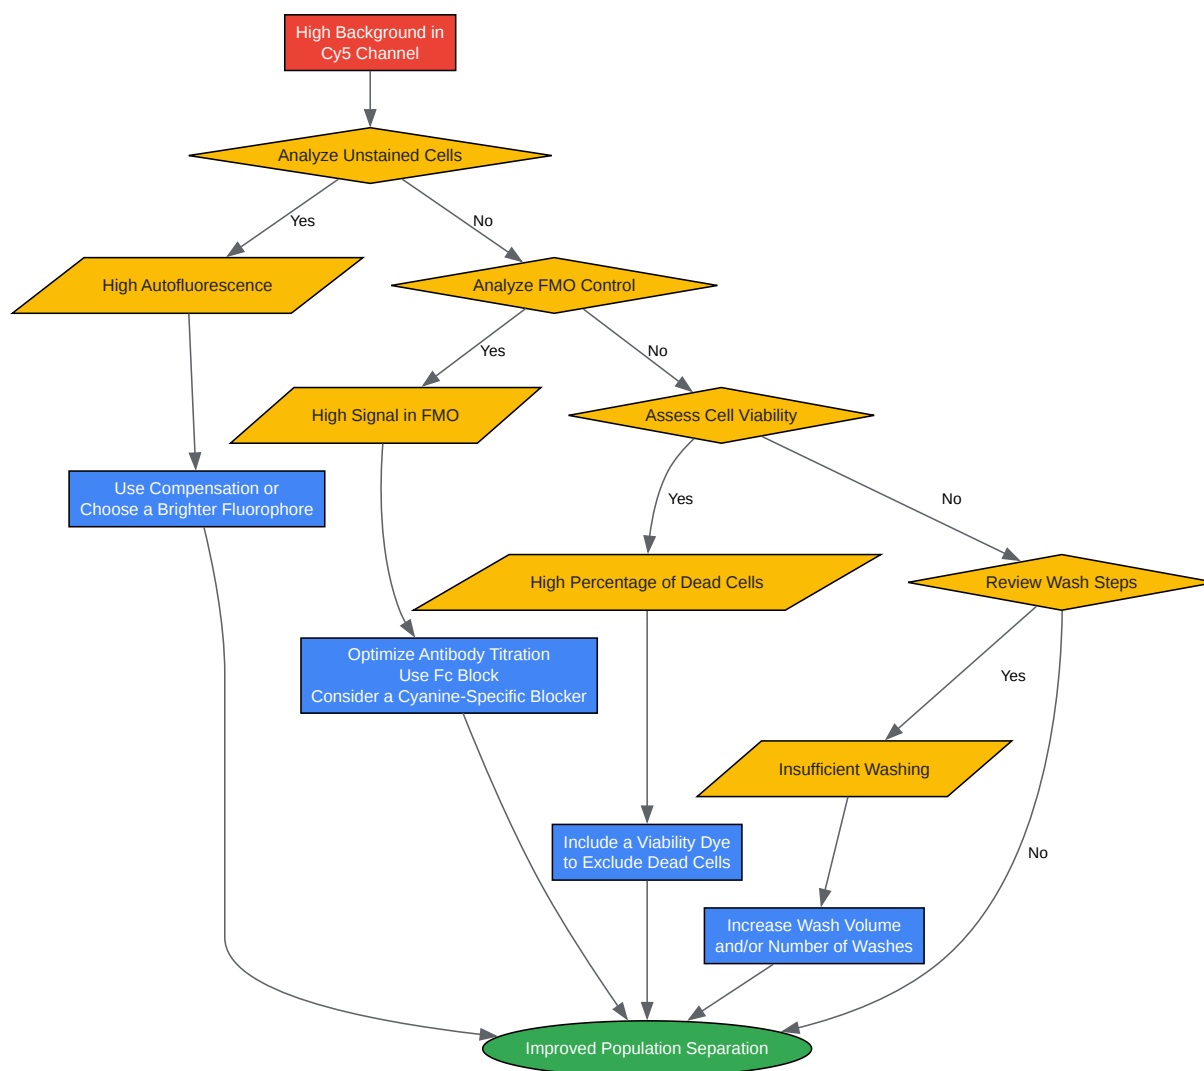 High Background in
Cy5 Channel
Analyze Unstained Cells
Yes
No
High Autofluorescence
Analyze FMO Control
Yes
No
High Signal in FMO
Assess Cell Viability
Use Compensation or
Choose a Brighter Fluorophore
Yes
No
High Percentage of Dead Cells
Review Wash Steps
Optimize Antibody Titration
Use Fc Block
Consider a Cyanine-Specific Blocker
Yes
Insufficient Washing
Include a Viability Dye
to Exclude Dead Cells
No
Increase Wash Volume
and/or Number of Washes
Improved Population Separation